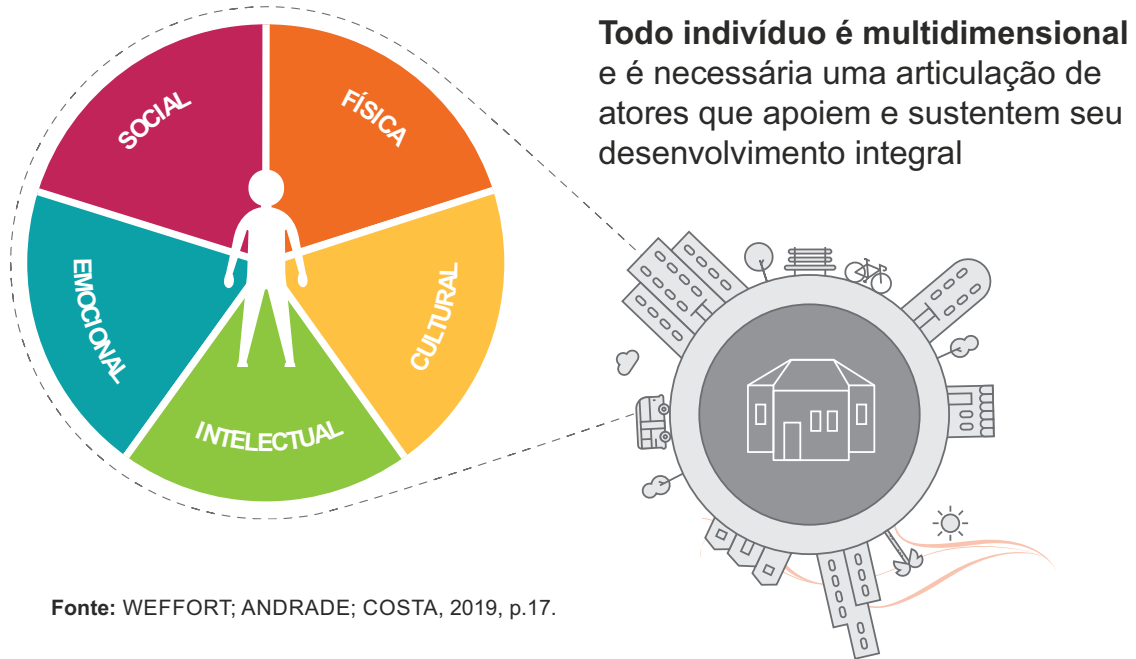 Todo indivíduo é multidimensional
e é necessária uma articulação de
atores que apoiem e sustentem seu
desenvolvimento integral
SOCIAL
FÍSICA
EMOCIONAL
CULTURAL
INTELECTUAL
Fonte: WEFFORT; ANDRADE; COSTA, 2019, p.17.